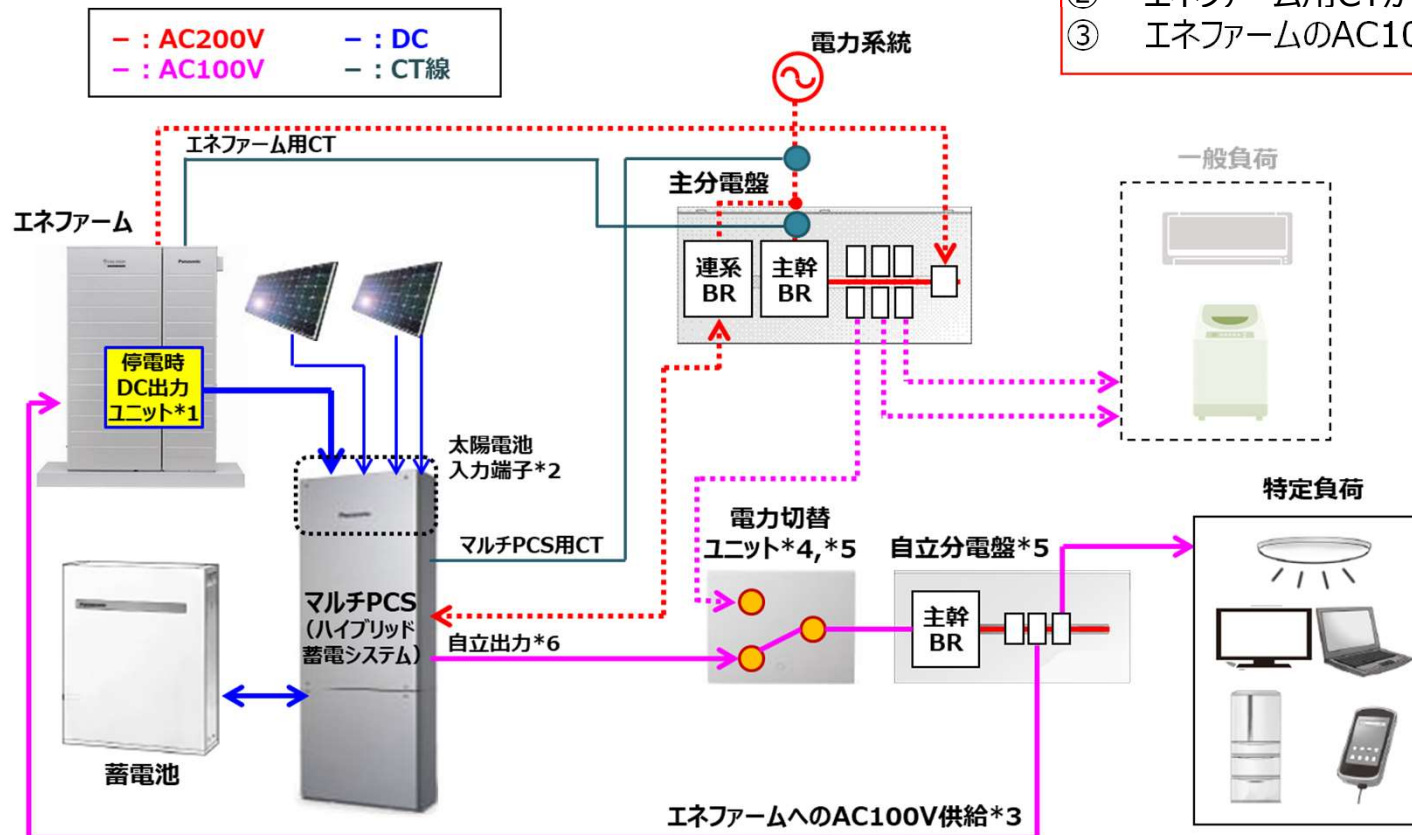 ② エネファーム用CTが
③ エネファームのAC10
－：AC200V －：DC
－：AC100V －：CT線
電力系統
エネファーム用CT
一般負荷
主分電盤
エネファーム
連系
BR
主幹
BR
停電時
DC出力
ユニット*1
太陽電池
入力端子*2
特定負荷
電力切替
ユニット*4,*5
自立分電盤*5
マルチPCS用CT
マルチPCS
（ハイブリッド
蓄電システム）
主幹
BR
自立出力*6
Panasonic
Panasonic
蓄電池
エネファームへのAC100V供給*3